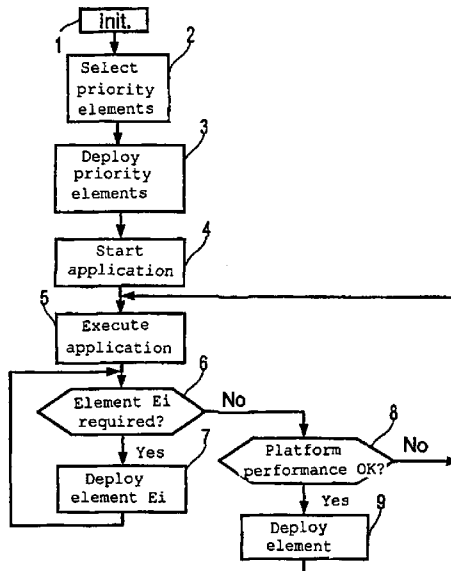 Init.
1
2
Select
priority
elements
3
Deploy
priority
elements
4
Start
application
5
Execute
application
6
Element Ei
required?
No
Yes
7
Deploy
element Ei
8
Platform
performance OK?
No
Yes
9
Deploy
element